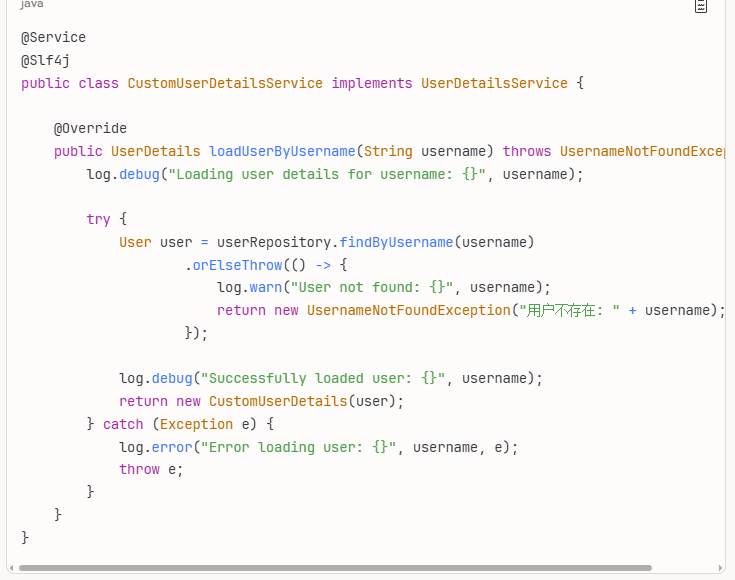 java
@Service
@Slf4j
public class CustomUserDetailsService implements UserDetailsService {
@Override
public UserDetails loadUserByUsername(String username) throws UsernameNotFoundExcep
log.debug("Loading user details for username: {}", username);
try {
User user = userRepository.findByUsername(username)
.orElseThrow(() -> {
log.warn("User not found: {}", username);
return new UsernameNotFoundException("用户不存在: " + username);
});
log.debug("Successfully loaded user: {}", username);
return new CustomUserDetails(user);
} catch (Exception e) {
log.error("Error loading user: {}", username, e);
throw e;
}
}
}